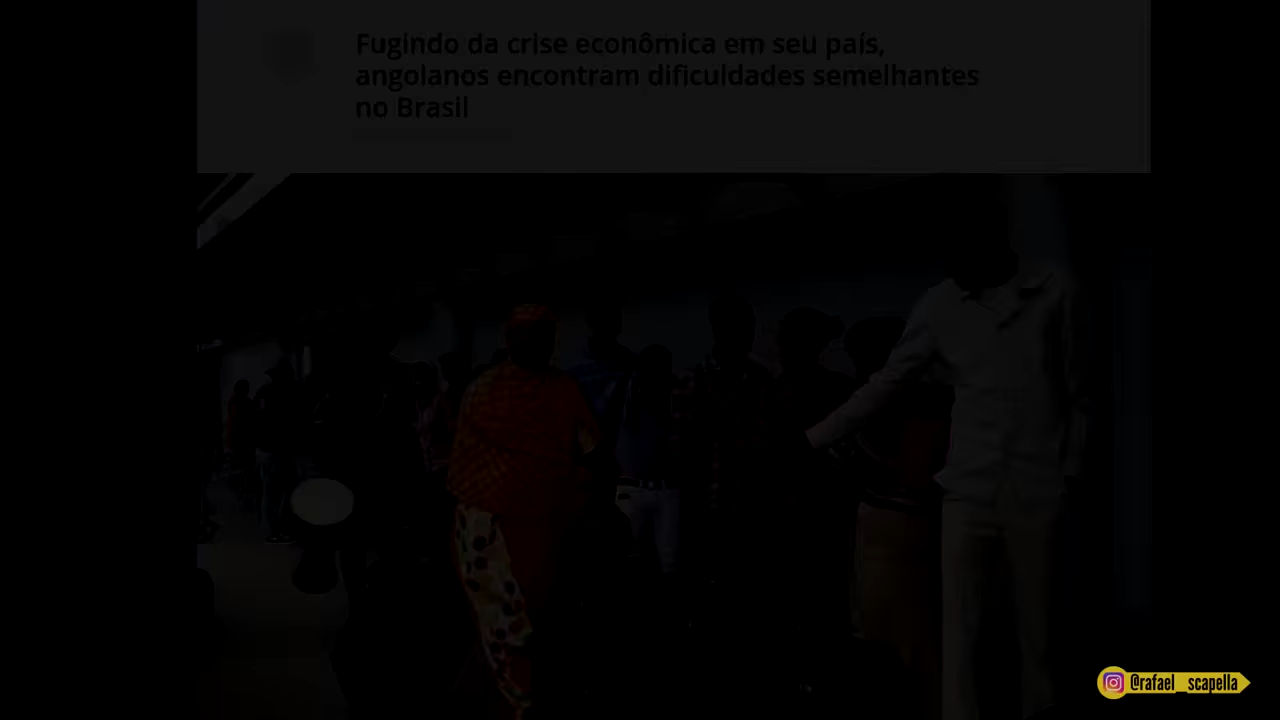 Fugindo da crise econômica em seu país,
angolanos encontram dificuldades semelhantes
no Brasil
@rafael_scapella